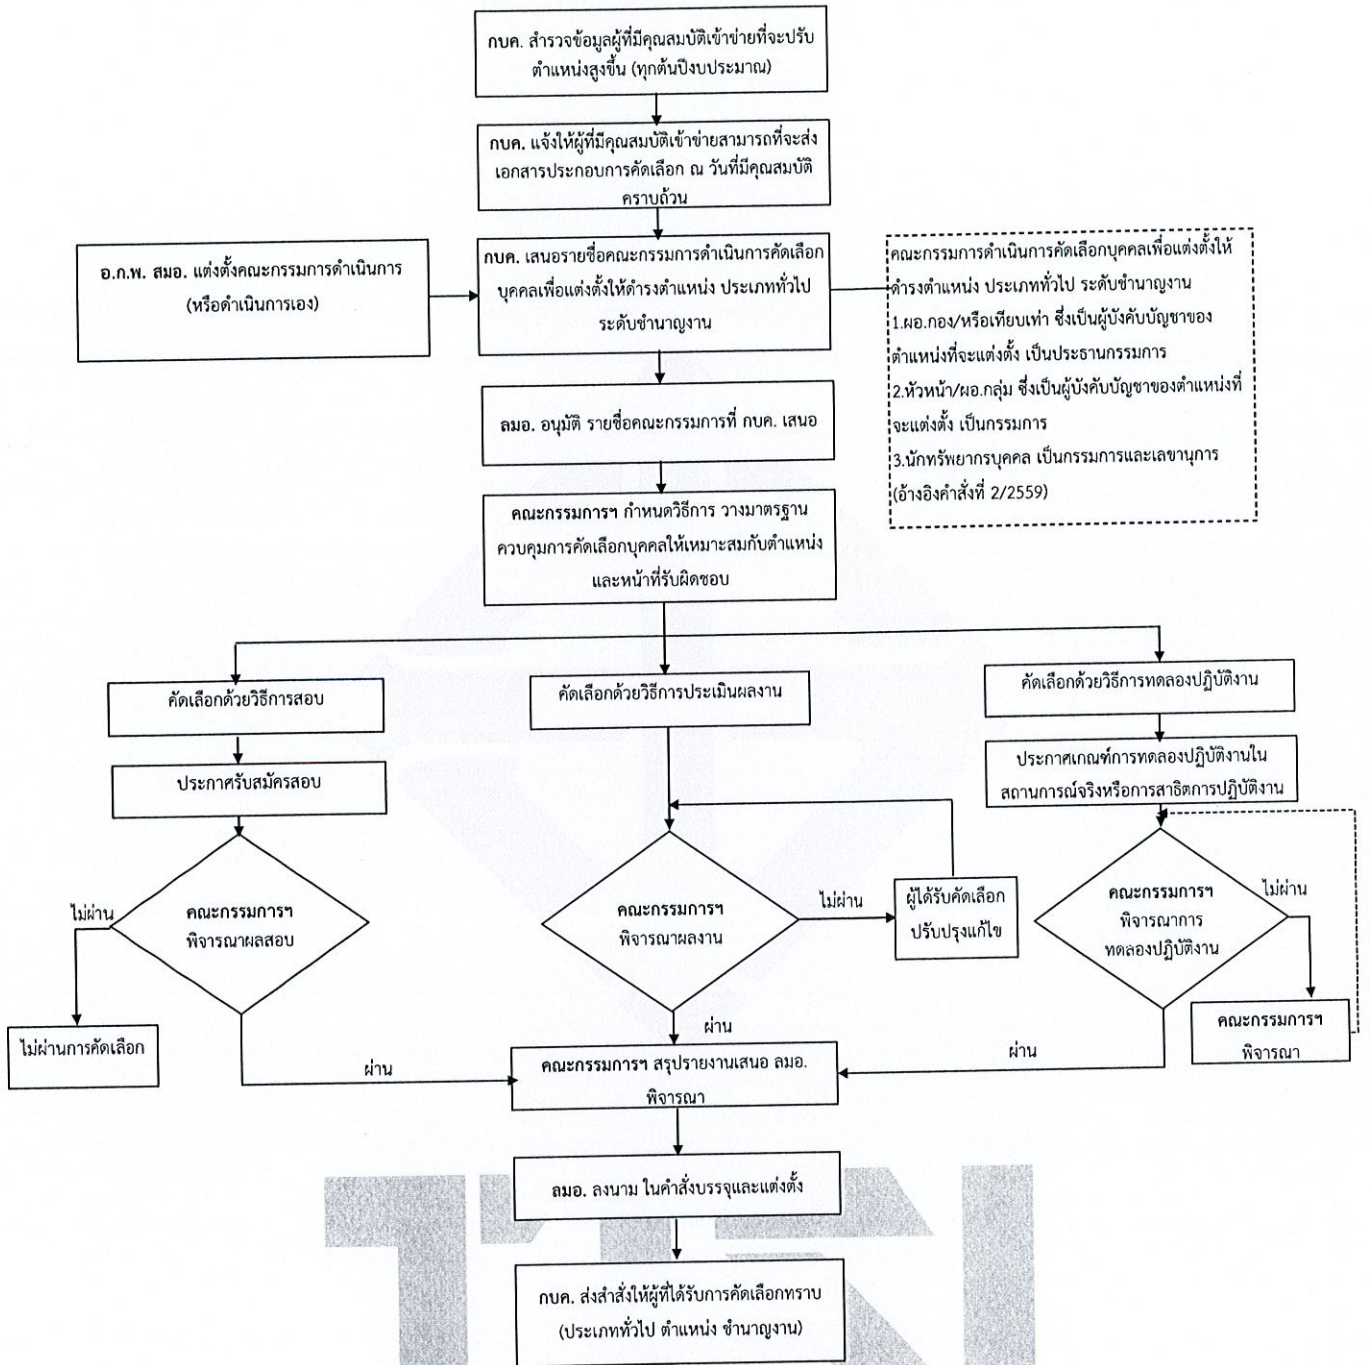 กบค. สำรวจข้อมูลผู้ที่มีคุณสมบัติเข้าข่ายที่จะปรับ
ตำแหน่งสูงขึ้น (ทุกต้นปีงบประมาณ)
กบค. แจ้งให้ผู้ที่มีคุณสมบัติเข้าข่ายสามารถที่จะส่ง
เอกสารประกอบการคัดเลือก ณ วันที่มีคุณสมบัติ
คราบถ้วน
อ.ก.พ. สมอ. แต่งตั้งคณะกรรมการดำเนินการ
(หรือดำเนินการเอง)
กบค. เสนอรายชื่อคณะกรรมการดำเนินการคัดเลือก
บุคคลเพื่อแต่งตั้งให้ดำรงตำแหน่ง ประเภททั่วไป
ระดับชำนาญงาน
คณะกรรมการดำเนินการคัดเลือกบุคคลเพื่อแต่งตั้งให้
ดำรงตำแหน่ง ประเภททั่วไป ระดับชำนาญงาน
1.ผอ.กอง/หรือเทียบเท่า ซึ่งเป็นผู้บังคับบัญชาของ
ตำแหน่งที่จะแต่งตั้ง เป็นประธานกรรมการ
2.หัวหน้า/ผอ.กลุ่ม ซึ่งเป็นผู้บังคับบัญชาของตำแหน่งที่
จะแต่งตั้ง เป็นกรรมการ
3.นักทรัพยากรบุคคล เป็นกรรมการและเลขานุการ
(อ้างอิงคำสั่งที่ 2/2559)
ลมอ. อนุมัติ รายชื่อคณะกรรมการที่ กบค. เสนอ
คณะกรรมการฯ กำหนดวิธีการ วางมาตรฐาน
ควบคุมการคัดเลือกบุคคลให้เหมาะสมกับตำแหน่ง
และหน้าที่รับผิดชอบ
คัดเลือกด้วยวิธีการสอบ
คัดเลือกด้วยวิธีการประเมินผลงาน
คัดเลือกด้วยวิธีการทดลองปฏิบัติงาน
ประกาศรับสมัครสอบ
ประกาศเกณฑ์การทดลองปฏิบัติงานใน
สถานการณ์จริงหรือการสาธิตการปฏิบัติงาน
ไม่ผ่าน
คณะกรรมการฯ
พิจารณาผลสอบ
คณะกรรมการฯ
พิจารณาผลงาน
ไม่ผ่าน
ผู้ได้รับคัดเลือก
ปรับปรุงแก้ไข
คณะกรรมการฯ
พิจารณาการ
ทดลองปฏิบัติงาน
ไม่ผ่าน
ไม่ผ่านการคัดเลือก
ผ่าน
ผ่าน
ผ่าน
คณะกรรมการฯ
พิจารณา
คณะกรรมการฯ สรุปรายงานเสนอ ลมอ.
พิจารณา
ลมอ. ลงนาม ในคำสั่งบรรจุและแต่งตั้ง
กบค. ส่งสำสั่งให้ผู้ที่ได้รับการคัดเลือกทราบ
(ประเภททั่วไป ตำแหน่ง ชำนาญงาน)